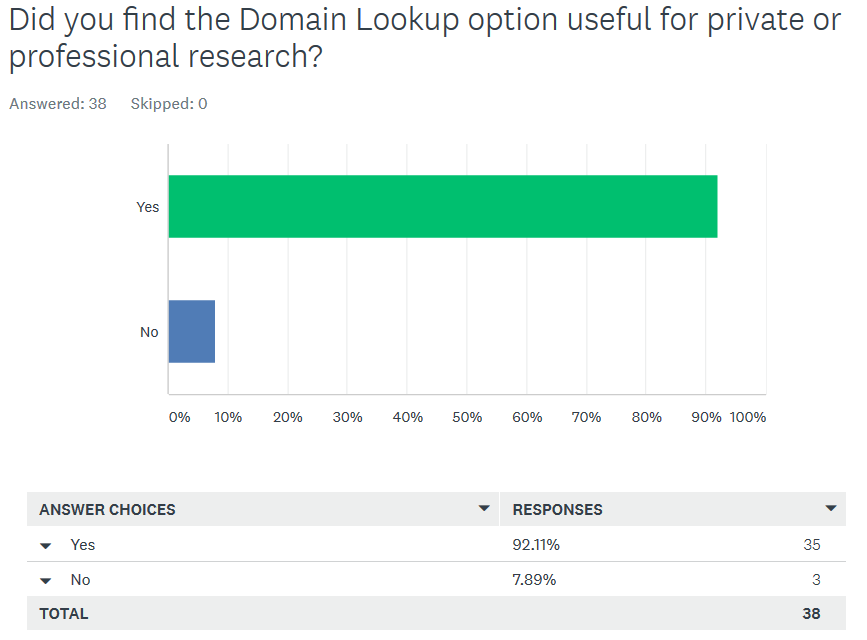 Did you find the Domain Lookup option useful for private or
professional research?
Answered: 38 Skipped: 0
Yes
No
0% 10% 20% 30% 40% 50% 60% 70% 80% 90% 100%
ANSWER CHOICES RESPONSES
Yes 92.11% 35
No 7.89% 3
TOTAL 38